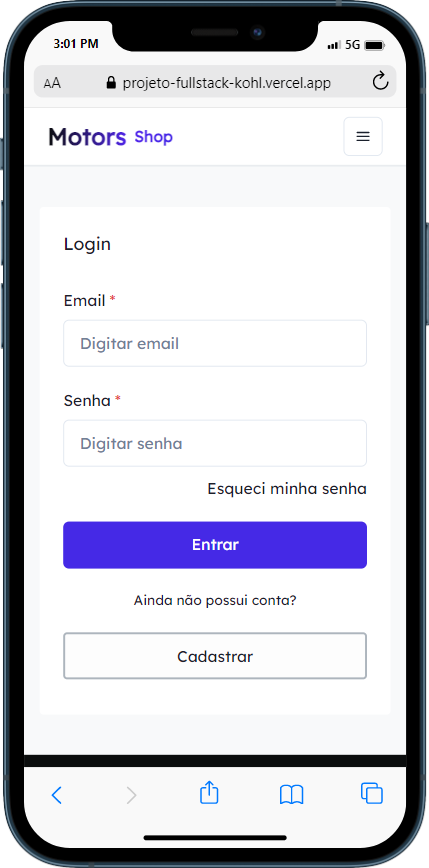 3:01 PM 5G
AA projeto-fullstack-kohl.vercel.app
Motors Shop
Login
Email *
Digitar email
Senha *
Digitar senha
Esqueci minha senha
Entrar
Ainda não possui conta?
Cadastrar